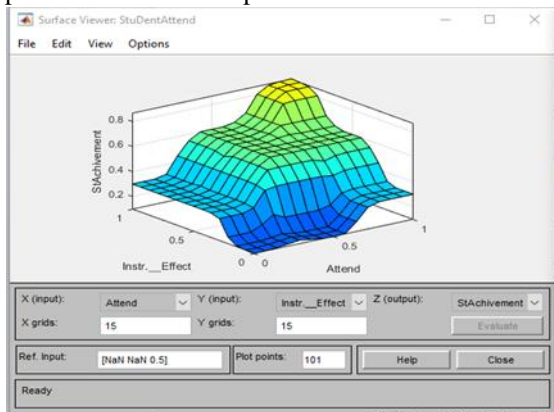 Surface Viewer: StuDentAttend
File Edit View Options
0.8
0.6
0.4
0.2
StAchivement
1
0.5
0
Instr.__Effect
0
0.5
1
Attend
X (input): Attend Y (input): Instr.__Effect Z (output): StAchivement
X grids: 15 Y grids: 15 Evaluate
Ref. Input: [NaN NaN 0.5] Plot points: 101 Help Close
Ready